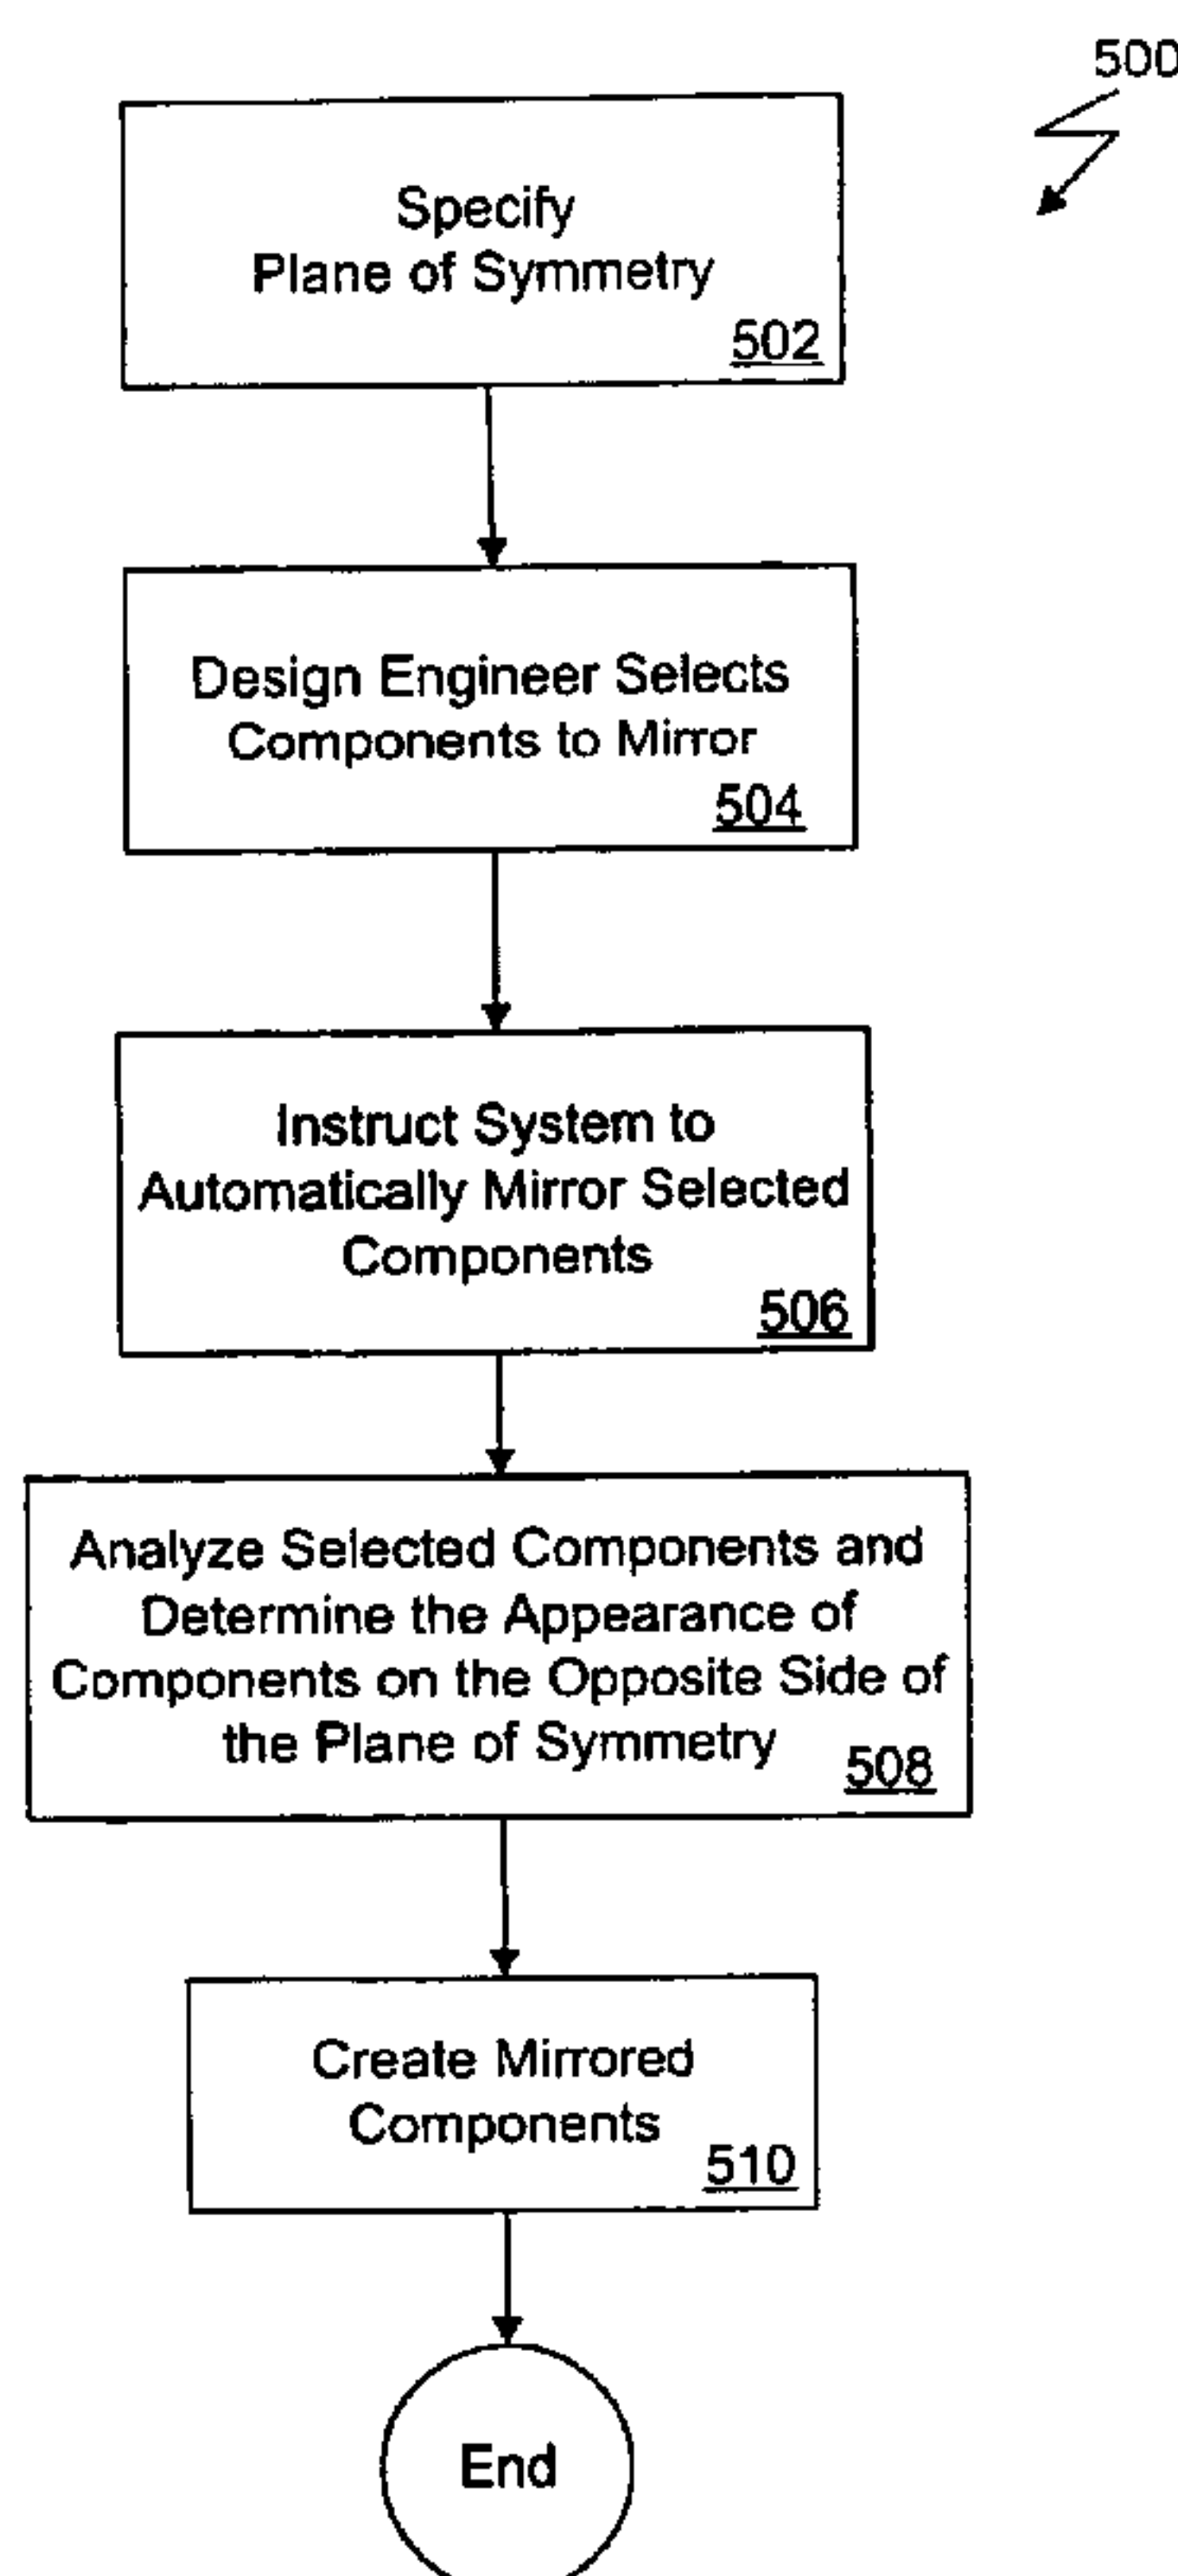 500
Specify
Plane of Symmetry
502
Design Engineer Selects
Components to Mirror
504
Instruct System to
Automatically Mirror Selected
Components
506
Analyze Selected Components and
Determine the Appearance of
Components on the Opposite Side of
the Plane of Symmetry
508
Create Mirrored
Components
510
End